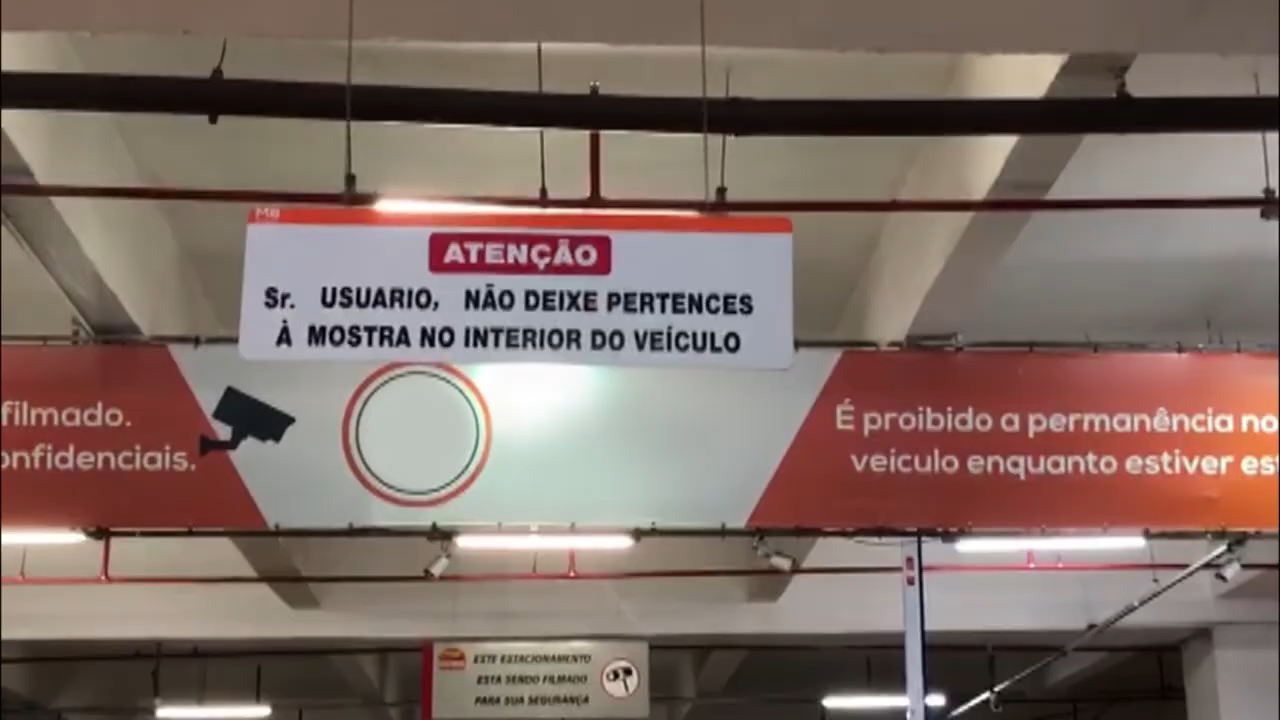 M8
ATENÇÃO
Sr. USUARIO, NÃO DEIXE PERTENCES
À MOSTRA NO INTERIOR DO VEÍCULO
filmado.
onfidenciais.
É proibido a permanência no
veiculo enquanto estiver es
ESTE ESTACIONAMENTO
ESTA SENDO FILMADO
PARA SUA SEGURANÇA